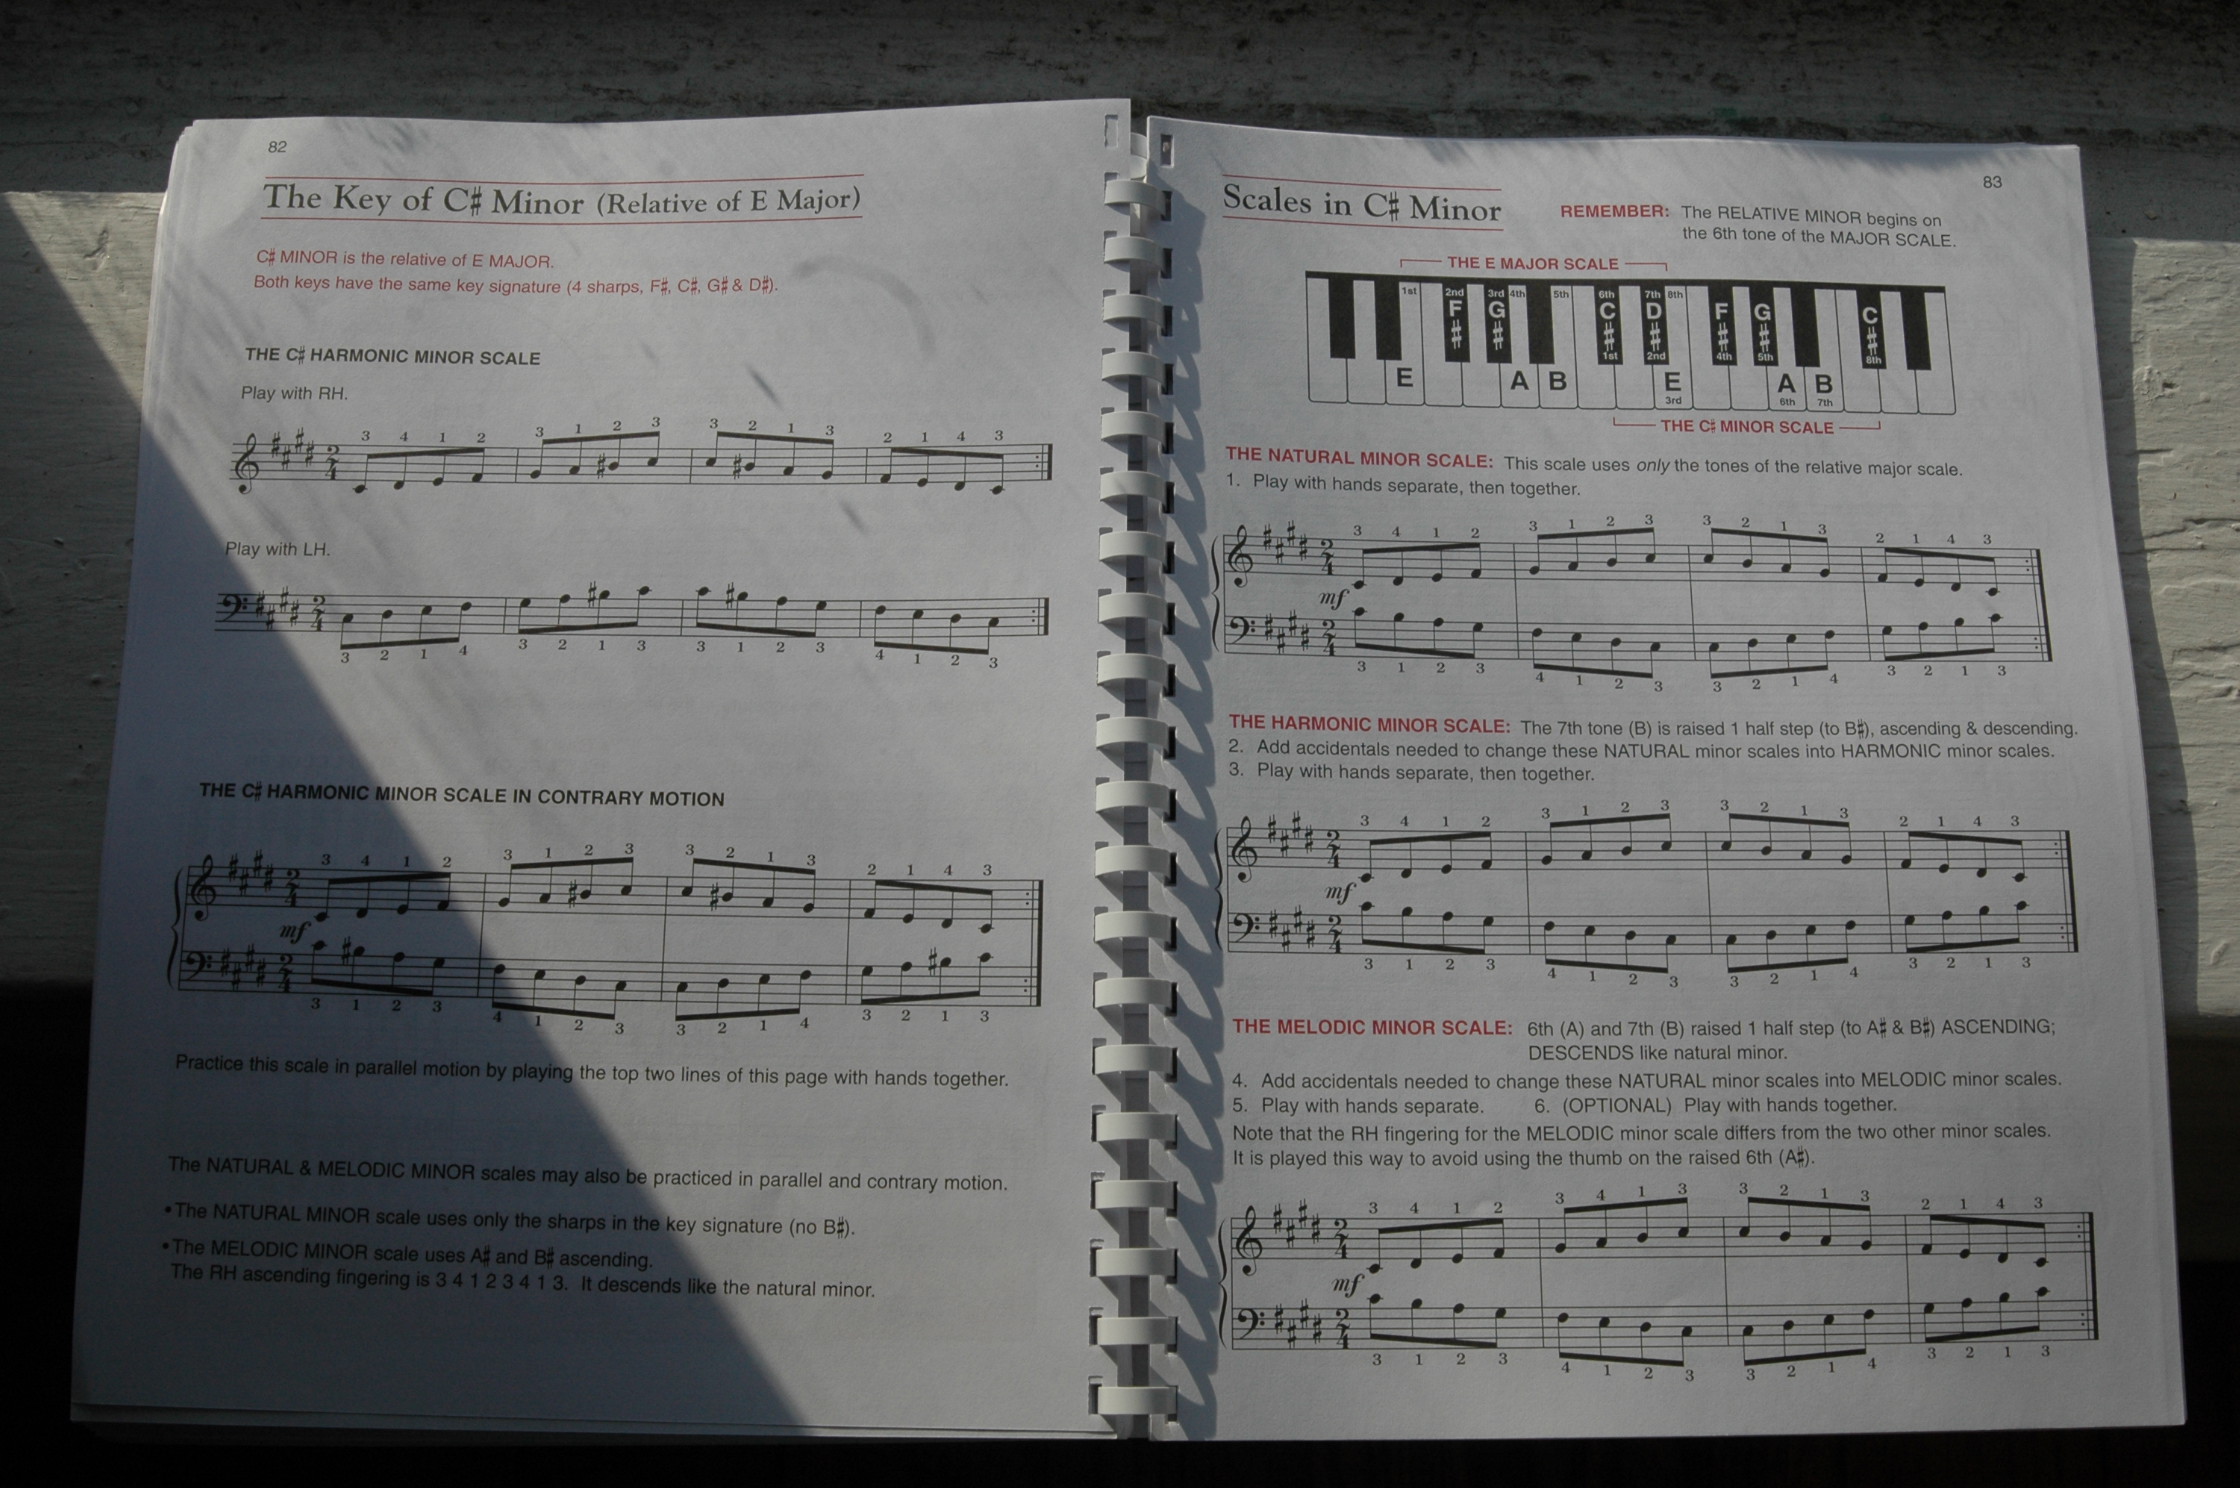 82
The Key of C♯ Minor (Relative of E Major)
C♯ MINOR is the relative of E MAJOR.
Both keys have the same key signature (4 sharps, F♯, C♯, G♯ & D♯).
THE C♯ HARMONIC MINOR SCALE
Play with RH.
3 4 1 2 3 1 2 3 3 2 1 3 2 1 4 3
2
4
Play with LH.
2
4
3 2 1 4 3 2 1 3 3 1 2 3 4 1 2 3
THE C♯ HARMONIC MINOR SCALE IN CONTRARY MOTION
3 4 1 2 3 1 2 3 3 2 1 3 2 1 4 3
2
4
mf
2
4
3 1 2 3 4 1 2 3 3 2 1 4 3 2 1 3
Practice this scale in parallel motion by playing the top two lines of this page with hands together.
The NATURAL & MELODIC MINOR scales may also be practiced in parallel and contrary motion.
•The NATURAL MINOR scale uses only the sharps in the key signature (no B♯).
•The MELODIC MINOR scale uses A♯ and B♯ ascending.
The RH ascending fingering is 3 4 1 2 3 4 1 3. It descends like the natural minor.
83
Scales in C♯ Minor
REMEMBER: The RELATIVE MINOR begins on
the 6th tone of the MAJOR SCALE.
THE E MAJOR SCALE
1st 2nd 3rd 4th 5th 6th 7th 8th
F♯ G♯ C♯ D♯ F♯ G♯ C♯
1st 2nd 4th 5th 8th
E A B E A B
3rd 6th 7th
THE C♯ MINOR SCALE
THE NATURAL MINOR SCALE: This scale uses only the tones of the relative major scale.
1. Play with hands separate, then together.
3 4 1 2 3 1 2 3 3 2 1 3 2 1 4 3
2
4
mf
2
4
3 1 2 3 4 1 2 3 3 2 1 4 3 2 1 3
THE HARMONIC MINOR SCALE: The 7th tone (B) is raised 1 half step (to B♯), ascending & descending.
2. Add accidentals needed to change these NATURAL minor scales into HARMONIC minor scales.
3. Play with hands separate, then together.
3 4 1 2 3 1 2 3 3 2 1 3 2 1 4 3
2
4
mf
2
4
3 1 2 3 4 1 2 3 3 2 1 4 3 2 1 3
THE MELODIC MINOR SCALE: 6th (A) and 7th (B) raised 1 half step (to A♯ & B♯) ASCENDING;
DESCENDS like natural minor.
4. Add accidentals needed to change these NATURAL minor scales into MELODIC minor scales.
5. Play with hands separate. 6. (OPTIONAL) Play with hands together.
Note that the RH fingering for the MELODIC minor scale differs from the two other minor scales.
It is played this way to avoid using the thumb on the raised 6th (A♯).
3 4 1 2 3 4 1 3 3 2 1 3 2 1 4 3
2
4
mf
2
4
3 1 2 3 4 1 2 3 3 2 1 4 3 2 1 3